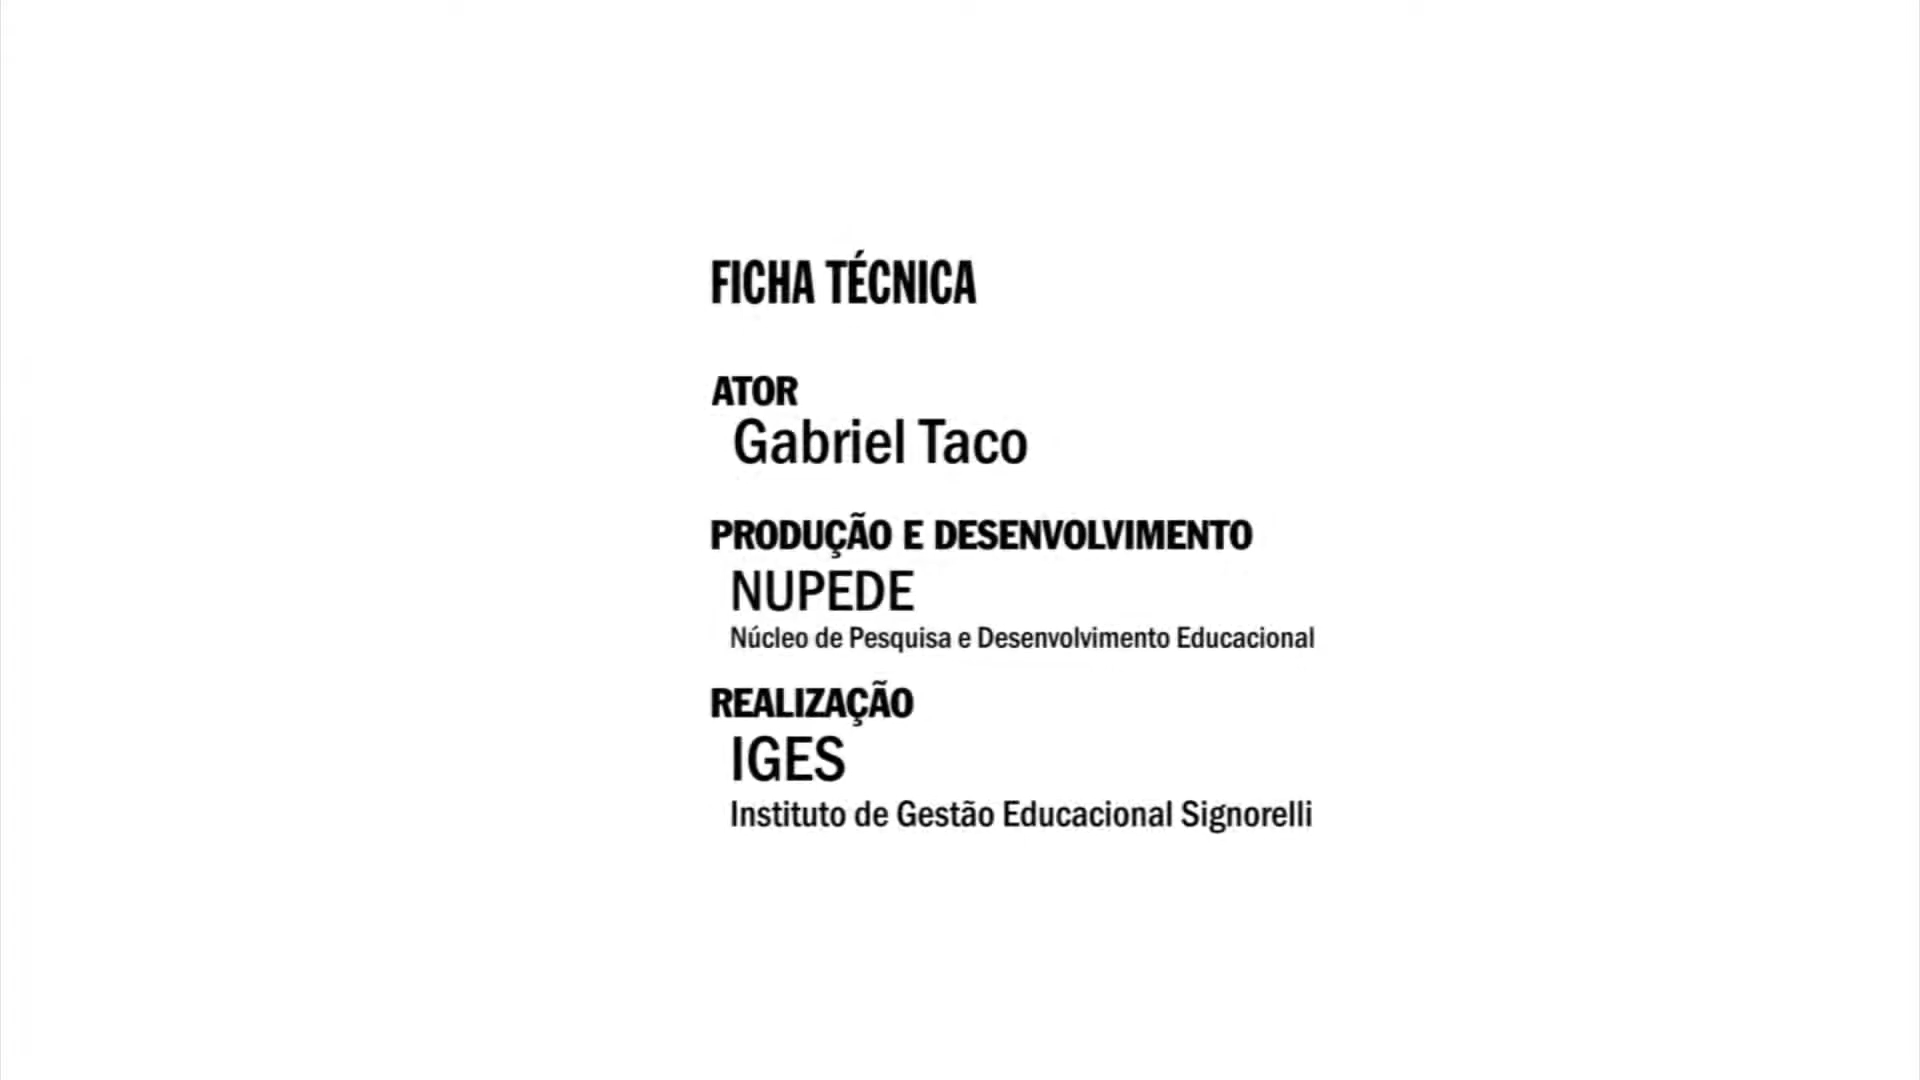 FICHA TÉCNICA
ATOR
Gabriel Taco
PRODUÇÃO E DESENVOLVIMENTO
NUPEDE
Núcleo de Pesquisa e Desenvolvimento Educacional
REALIZAÇÃO
IGES
Instituto de Gestão Educacional Signorelli